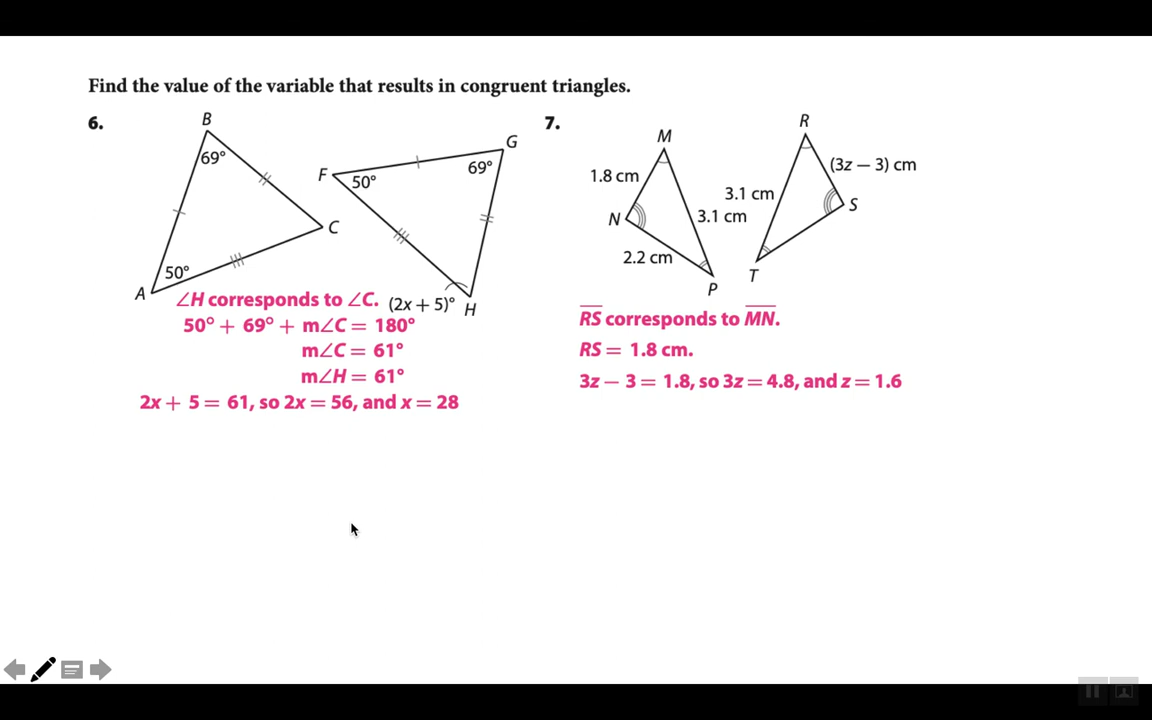 Find the value of the variable that results in congruent triangles.
6.
B
69°
C
50°
A
F
50°
G
69°
(2x + 5)°
H
∠H corresponds to ∠C.
50° + 69° + m∠C = 180°
m∠C = 61°
m∠H = 61°
2x + 5 = 61, so 2x = 56, and x = 28
7.
M
1.8 cm
N
3.1 cm
2.2 cm
P
R
(3z − 3) cm
3.1 cm
S
T
RS corresponds to MN.
RS = 1.8 cm.
3z − 3 = 1.8, so 3z = 4.8, and z = 1.6